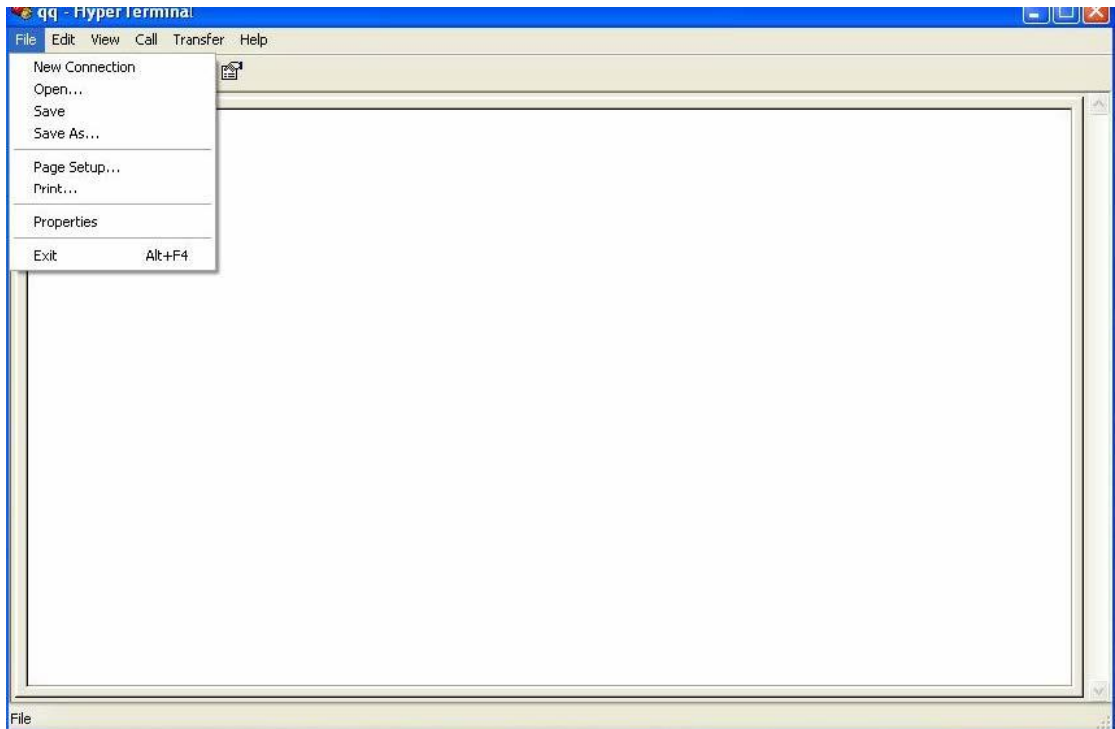 qq - HyperTerminal
File Edit View Call Transfer Help
New Connection
Open...
Save
Save As...
Page Setup...
Print...
Properties
Exit Alt+F4
File